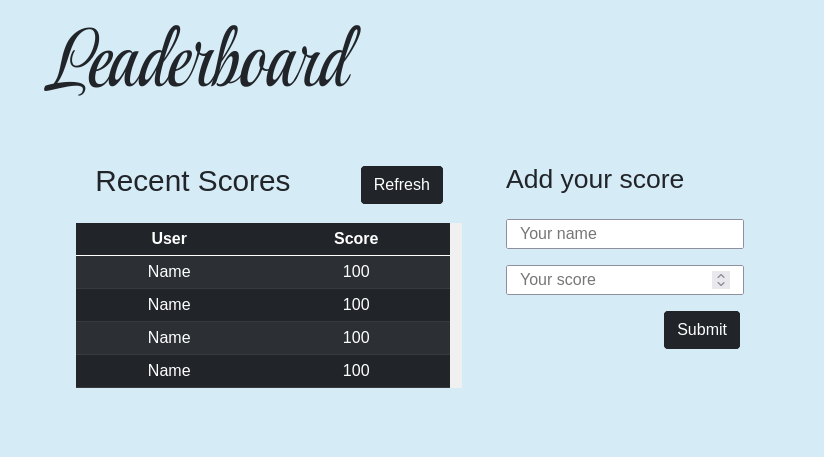 Leaderboard
Recent Scores
Refresh
User Score
Name 100
Name 100
Name 100
Name 100
Add your score
Your name
Your score
Submit